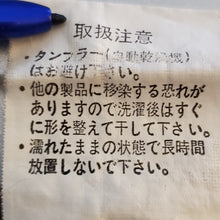 取扱注意
・タンブラー(自動乾燥機)
はお避け下さい。
・他の製品に移染する恐れが
ありますので洗濯後はすぐ
に形を整えて干して下さい。
・濡れたままの状態で長時間
放置しないで下さい。